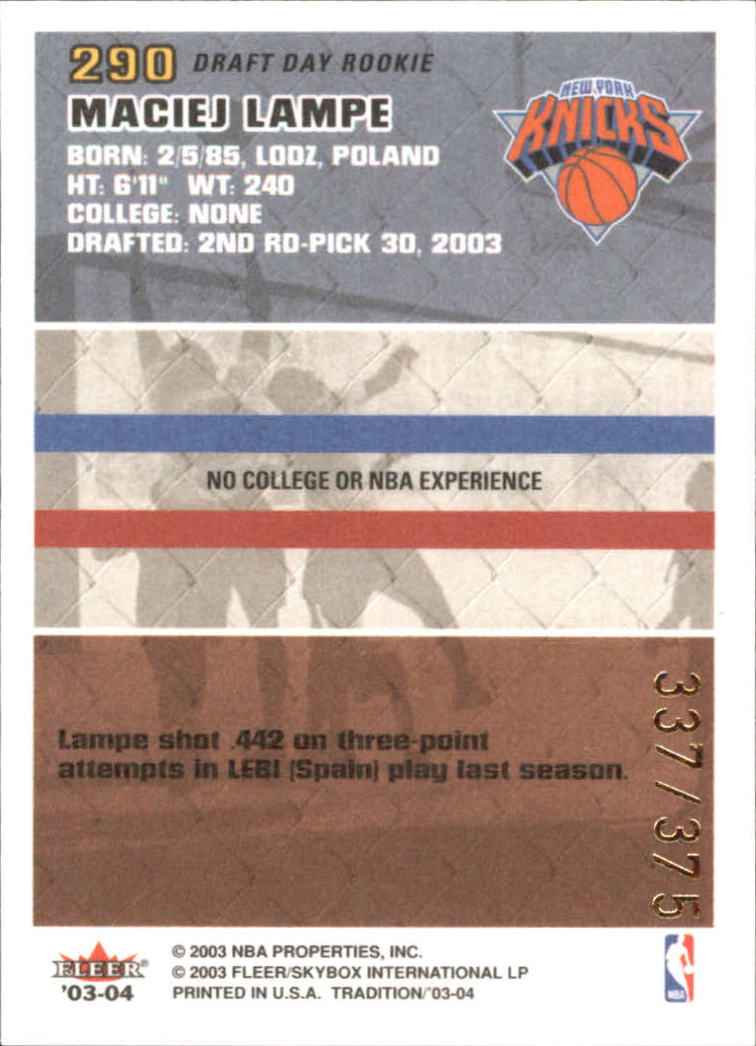 290 DRAFT DAY ROOKIE
MACIEJ LAMPE
BORN: 2/5/85, LODZ, POLAND
HT: 6'11" WT: 240
COLLEGE: NONE
DRAFTED: 2ND RD-PICK 30, 2003
NEW YORK
KNICKS
NO COLLEGE OR NBA EXPERIENCE
Lampe shot .442 on three-point
attempts in LEBI (Spain) play last season.
337/375
FLEER®
'03-04
© 2003 NBA PROPERTIES, INC.
© 2003 FLEER/SKYBOX INTERNATIONAL LP
PRINTED IN U.S.A. TRADITION/'03-04
NBA